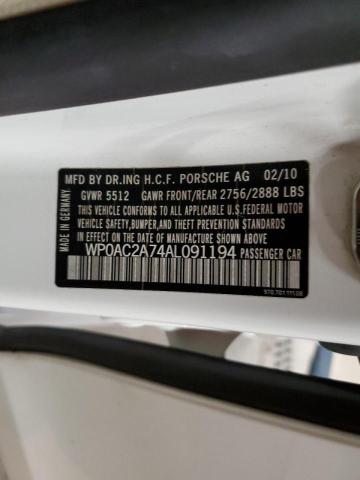 MFD BY DR.ING H.C.F. PORSCHE AG 02/10
GVWR 5512 GAWR FRONT/REAR 2756/2888 LBS
THIS VEHICLE CONFORMS TO ALL
APPLICABLE U.S.FEDERAL MOTOR
VEHICLE SAFETY,BUMPER,AND THEFT
PREVENTION STANDARDS IN EFFECT
ON THE DATE OF MANUFACTURE
SHOWN ABOVE
WP0AC2A74AL091194 PASSENGER CAR
MADE IN GERMANY